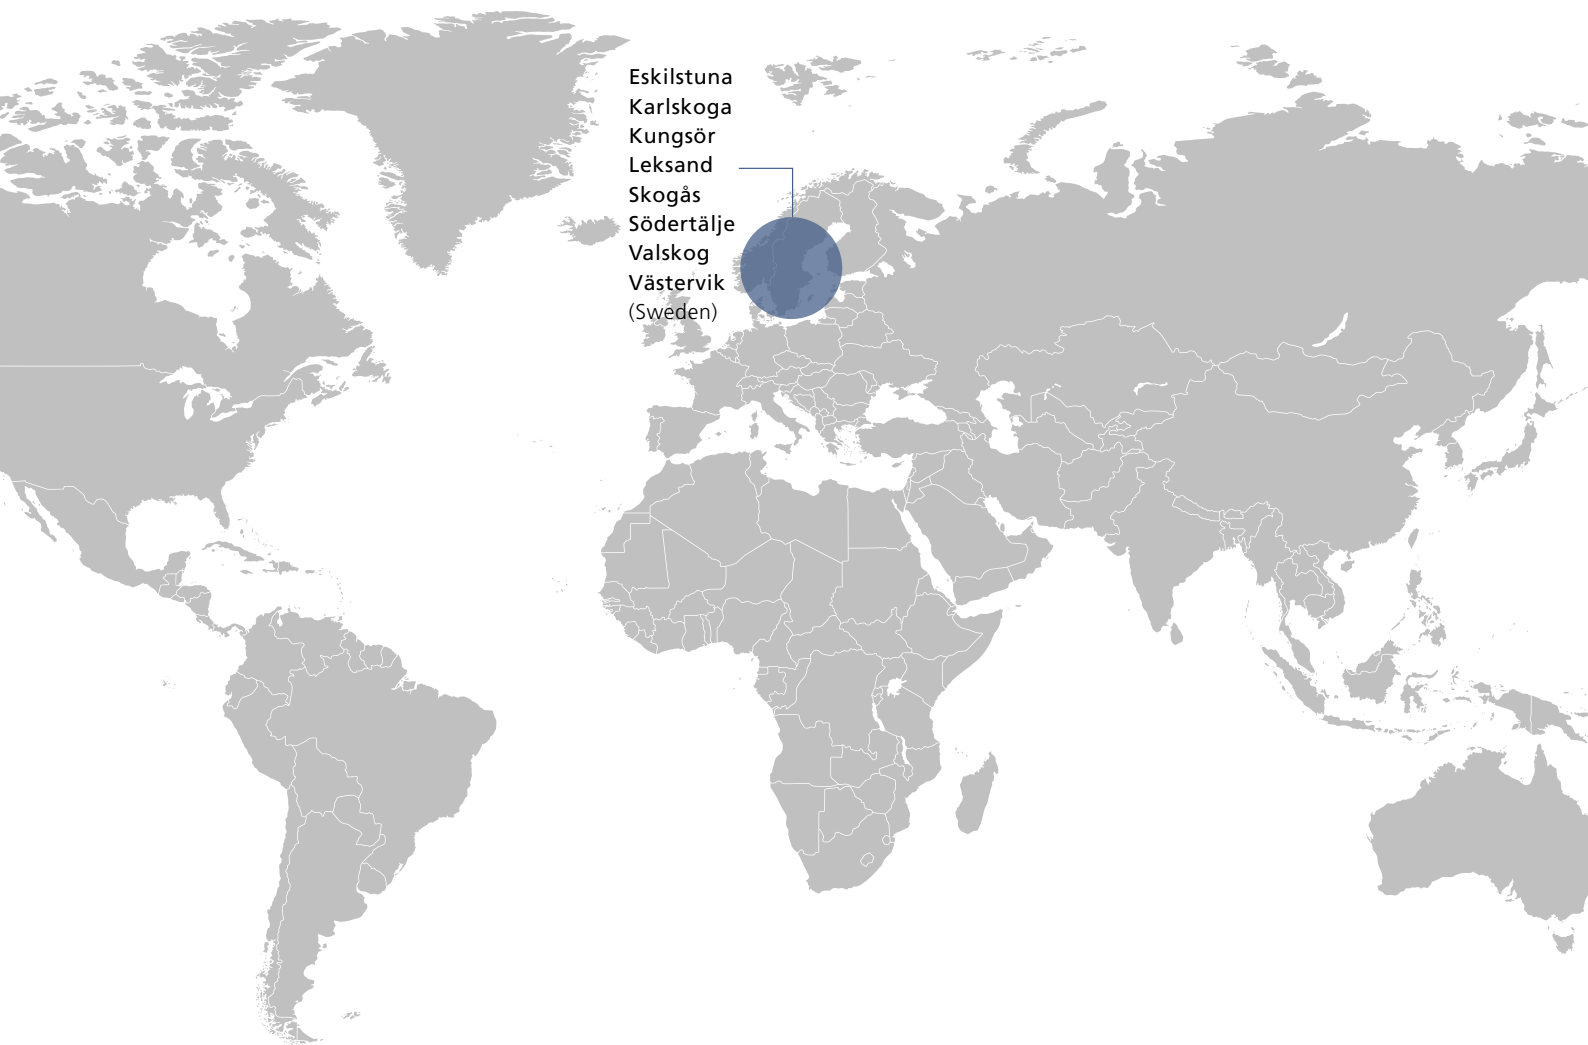 Eskilstuna
Karlskoga
Kungsör
Leksand
Skogås
Södertälje
Valskog
Västervik
(Sweden)